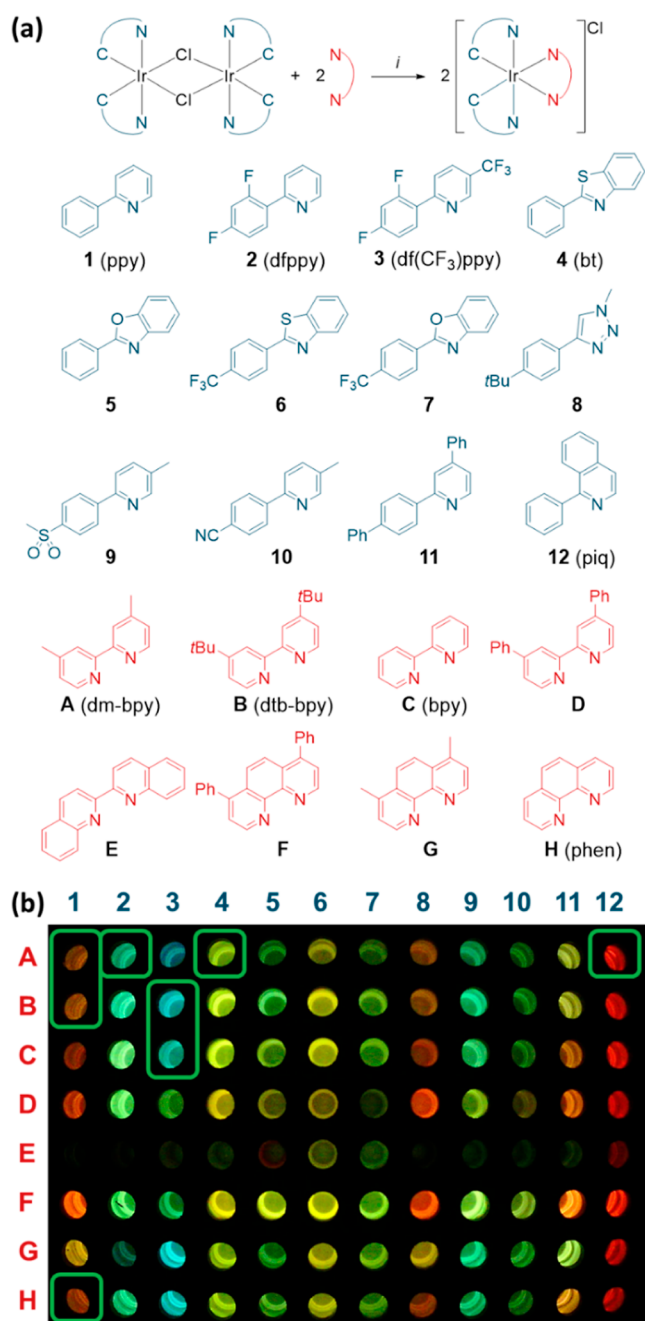 (a)
C N N C Cl
Ir Cl Ir + 2 N N i 2 Ir N N
Cl
C N N C C N
F CF₃
F S
N N N N
F F
1 (ppy) 2 (dfppy) 3 (df(CF₃)ppy) 4 (bt)
O S O N
N N N N N
CF₃ CF₃ tBu
5 6 7 8
Ph
N N N N
S NC
O O Ph
9 10 11 12 (piq)
tBu Ph
tBu Ph
N N N N N N N N
A (dm-bpy) B (dtb-bpy) C (bpy) D
Ph
N Ph
N N N N N N N
E F G H (phen)
(b) 1 2 3 4 5 6 7 8 9 10 11 12
A
B
C
D
E
F
G
H